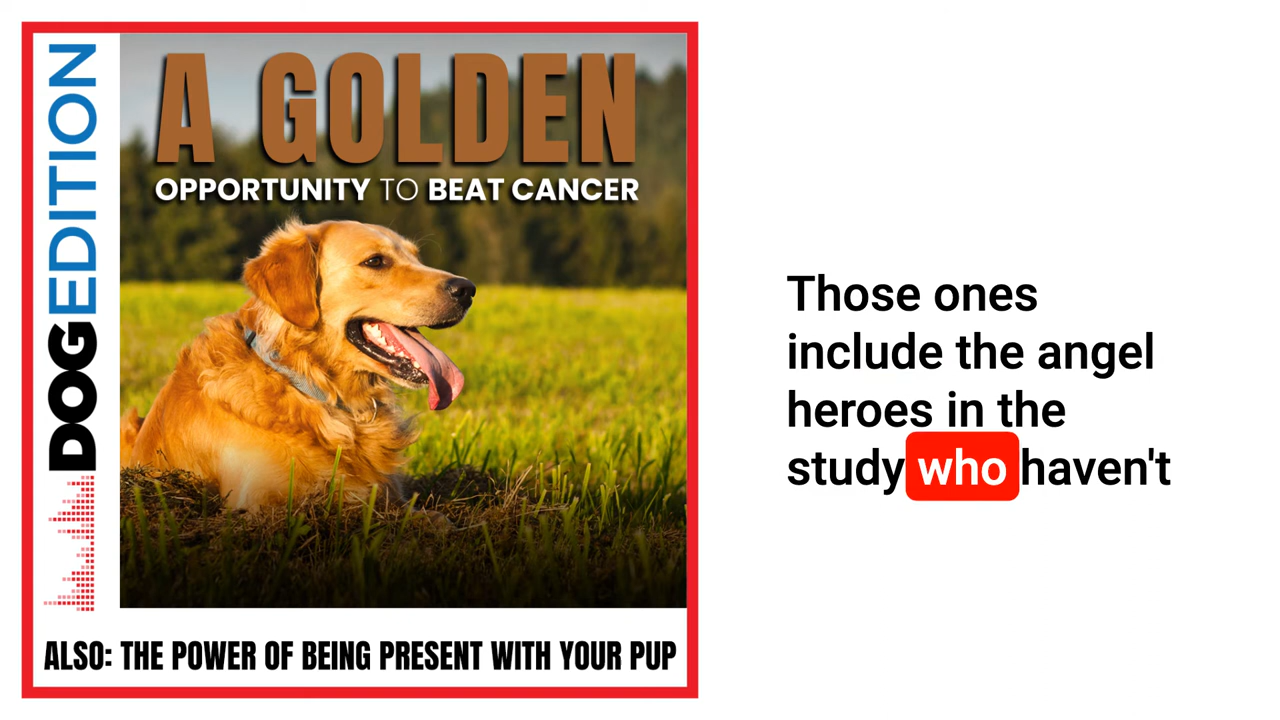 DOGEDITION
A GOLDEN
OPPORTUNITY TO BEAT CANCER
ALSO: THE POWER OF BEING PRESENT WITH YOUR PUP
Those ones
include the angel
heroes in the
study who haven't